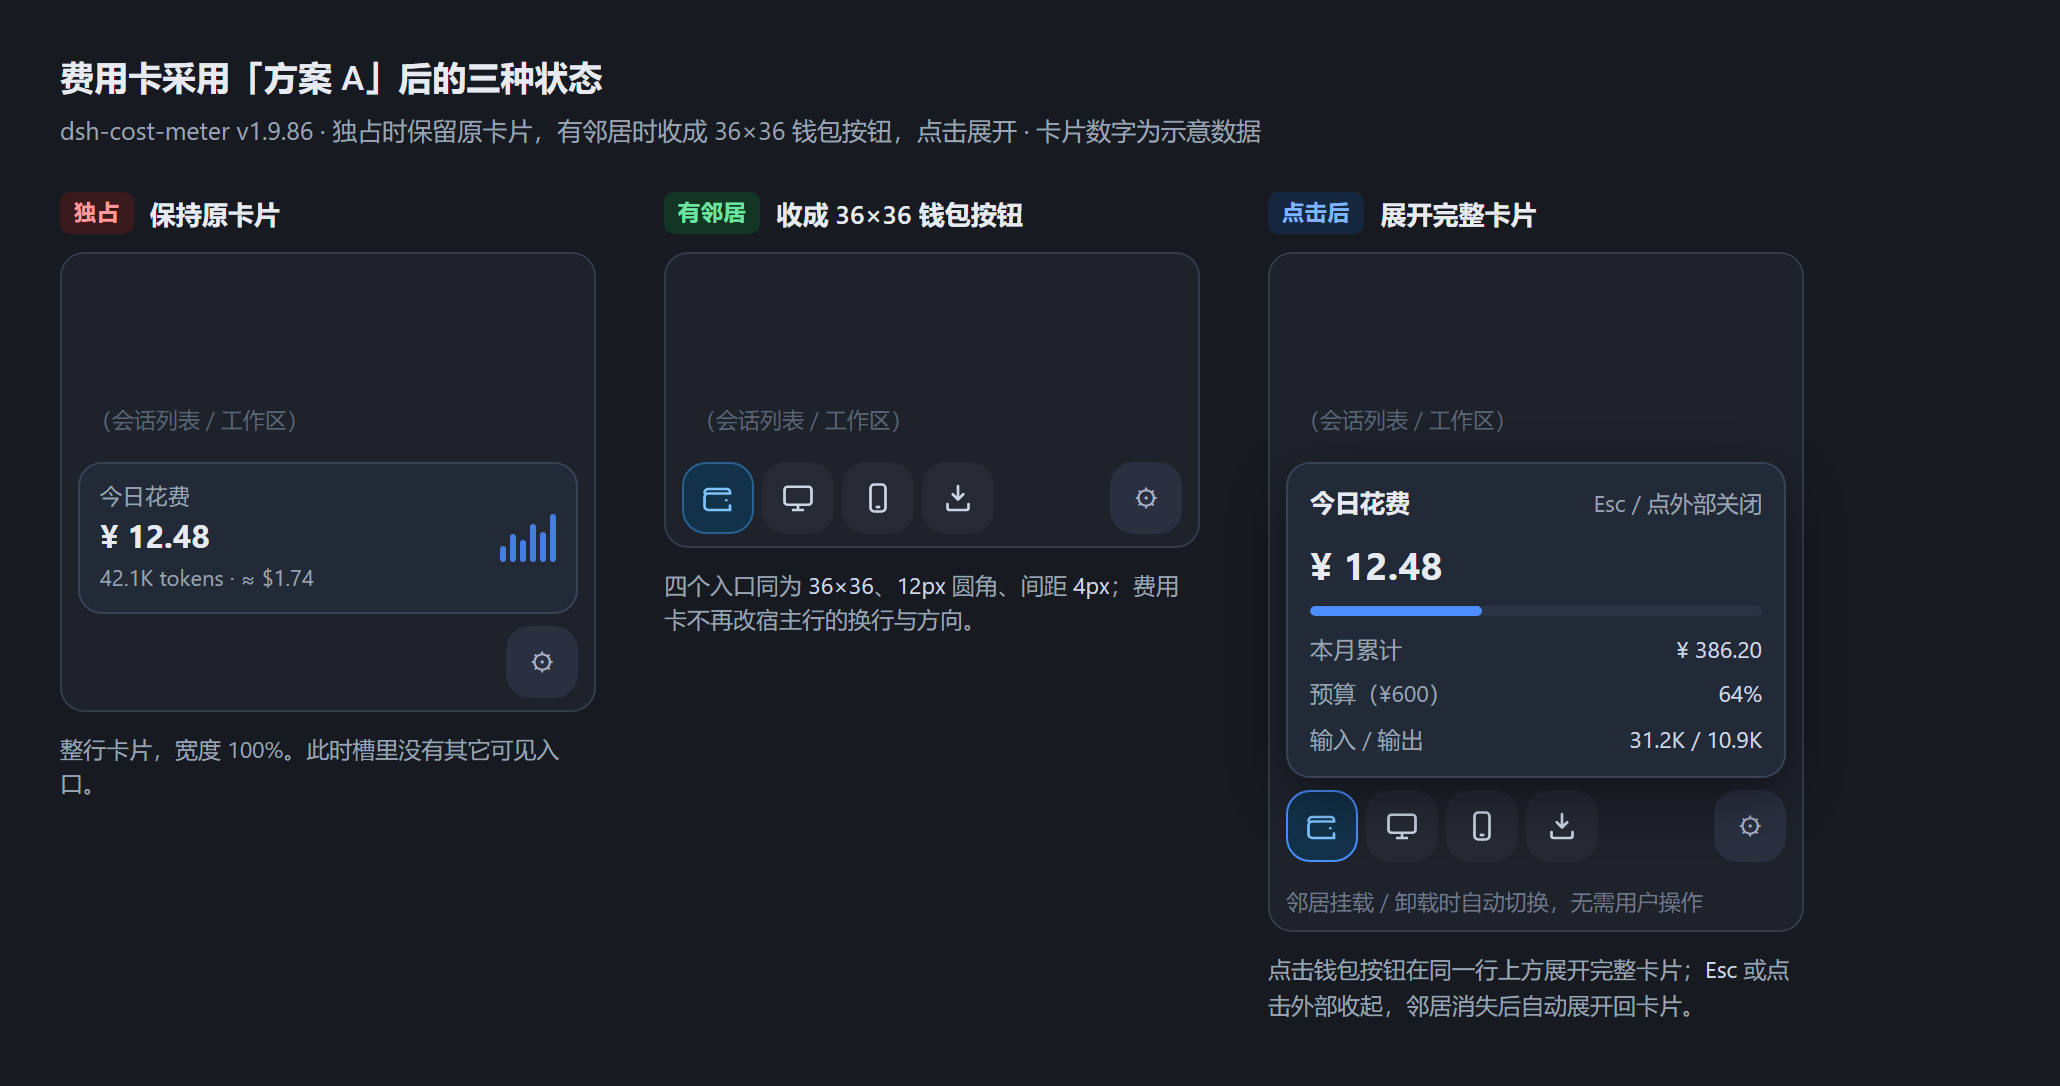 费用卡采用「方案 A」后的三种状态
dsh-cost-meter v1.9.86 · 独占时保留原卡片，有邻居时收成 36×36 钱包按钮，点击展开 · 卡片数字为示意数据
独占 保持原卡片
（会话列表 / 工作区）
今日花费
¥ 12.48
42.1K tokens · ≈ $1.74
整行卡片，宽度 100%。此时槽里没有其它可见入
口。
有邻居 收成 36×36 钱包按钮
（会话列表 / 工作区）
四个入口同为 36×36、12px 圆角、间距 4px；费用
卡不再改宿主行的换行与方向。
点击后 展开完整卡片
（会话列表 / 工作区）
今日花费 Esc / 点外部关闭
¥ 12.48
本月累计 ¥ 386.20
预算（¥600） 64%
输入 / 输出 31.2K / 10.9K
邻居挂载 / 卸载时自动切换，无需用户操作
点击钱包按钮在同一行上方展开完整卡片；Esc 或点
击外部收起，邻居消失后自动展开回卡片。